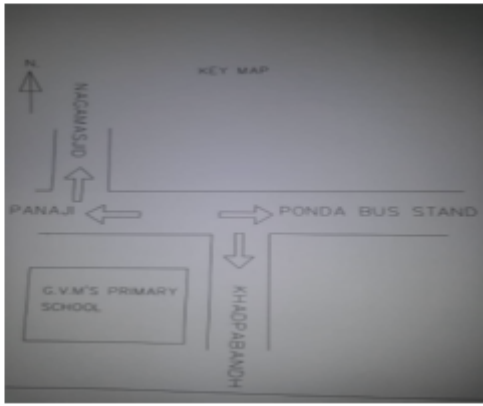 N.
KEY MAP
NAGAMASJID
PANAJI
PONDA BUS STAND
G.V.M'S PRIMARY
SCHOOL
KHADPABANDH